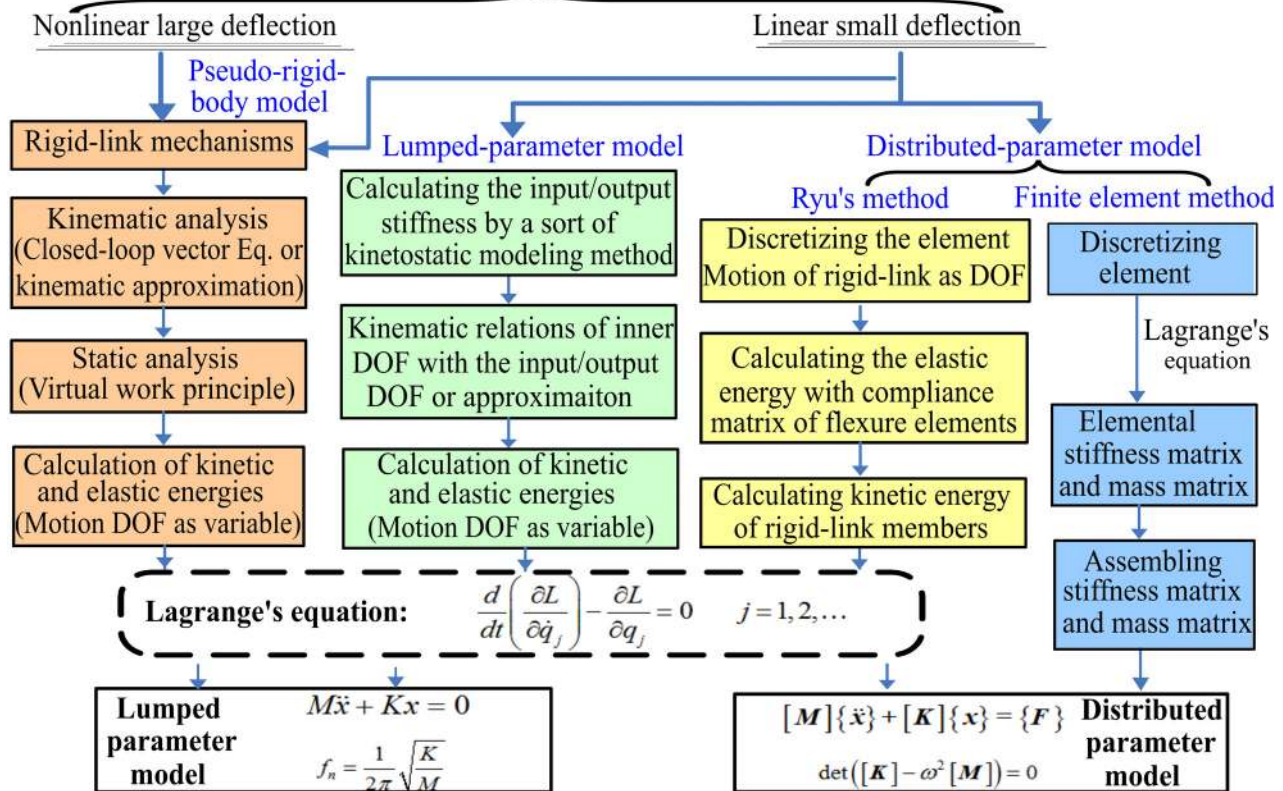 Nonlinear large deflection
Linear small deflection
Pseudo-rigid-
body model
Rigid-link mechanisms
Lumped-parameter model
Distributed-parameter model
Ryu's method
Finite element method
Kinematic analysis
(Closed-loop vector Eq. or
kinematic approximation)
Static analysis
(Virtual work principle)
Calculation of kinetic
and elastic energies
(Motion DOF as variable)
Calculating the input/output
stiffness by a sort of
kinetostatic modeling method
Kinematic relations of inner
DOF with the input/output
DOF or approximaiton
Calculation of kinetic
and elastic energies
(Motion DOF as variable)
Discretizing the element
Motion of rigid-link as DOF
Calculating the elastic
energy with compliance
matrix of flexure elements
Calculating kinetic energy
of rigid-link members
Discretizing
element
Lagrange's
equation
Elemental
stiffness matrix
and mass matrix
Assembling
stiffness matrix
and mass matrix
Lagrange's equation: d/dt(∂L/∂q̇_j) − ∂L/∂q_j = 0 j = 1, 2, …
Lumped
parameter
model
Mẍ + Kx = 0
f_n = 1/2π √(K/M)
[M]{ẍ} + [K]{x} = {F}
det([K] − ω²[M]) = 0
Distributed
parameter
model